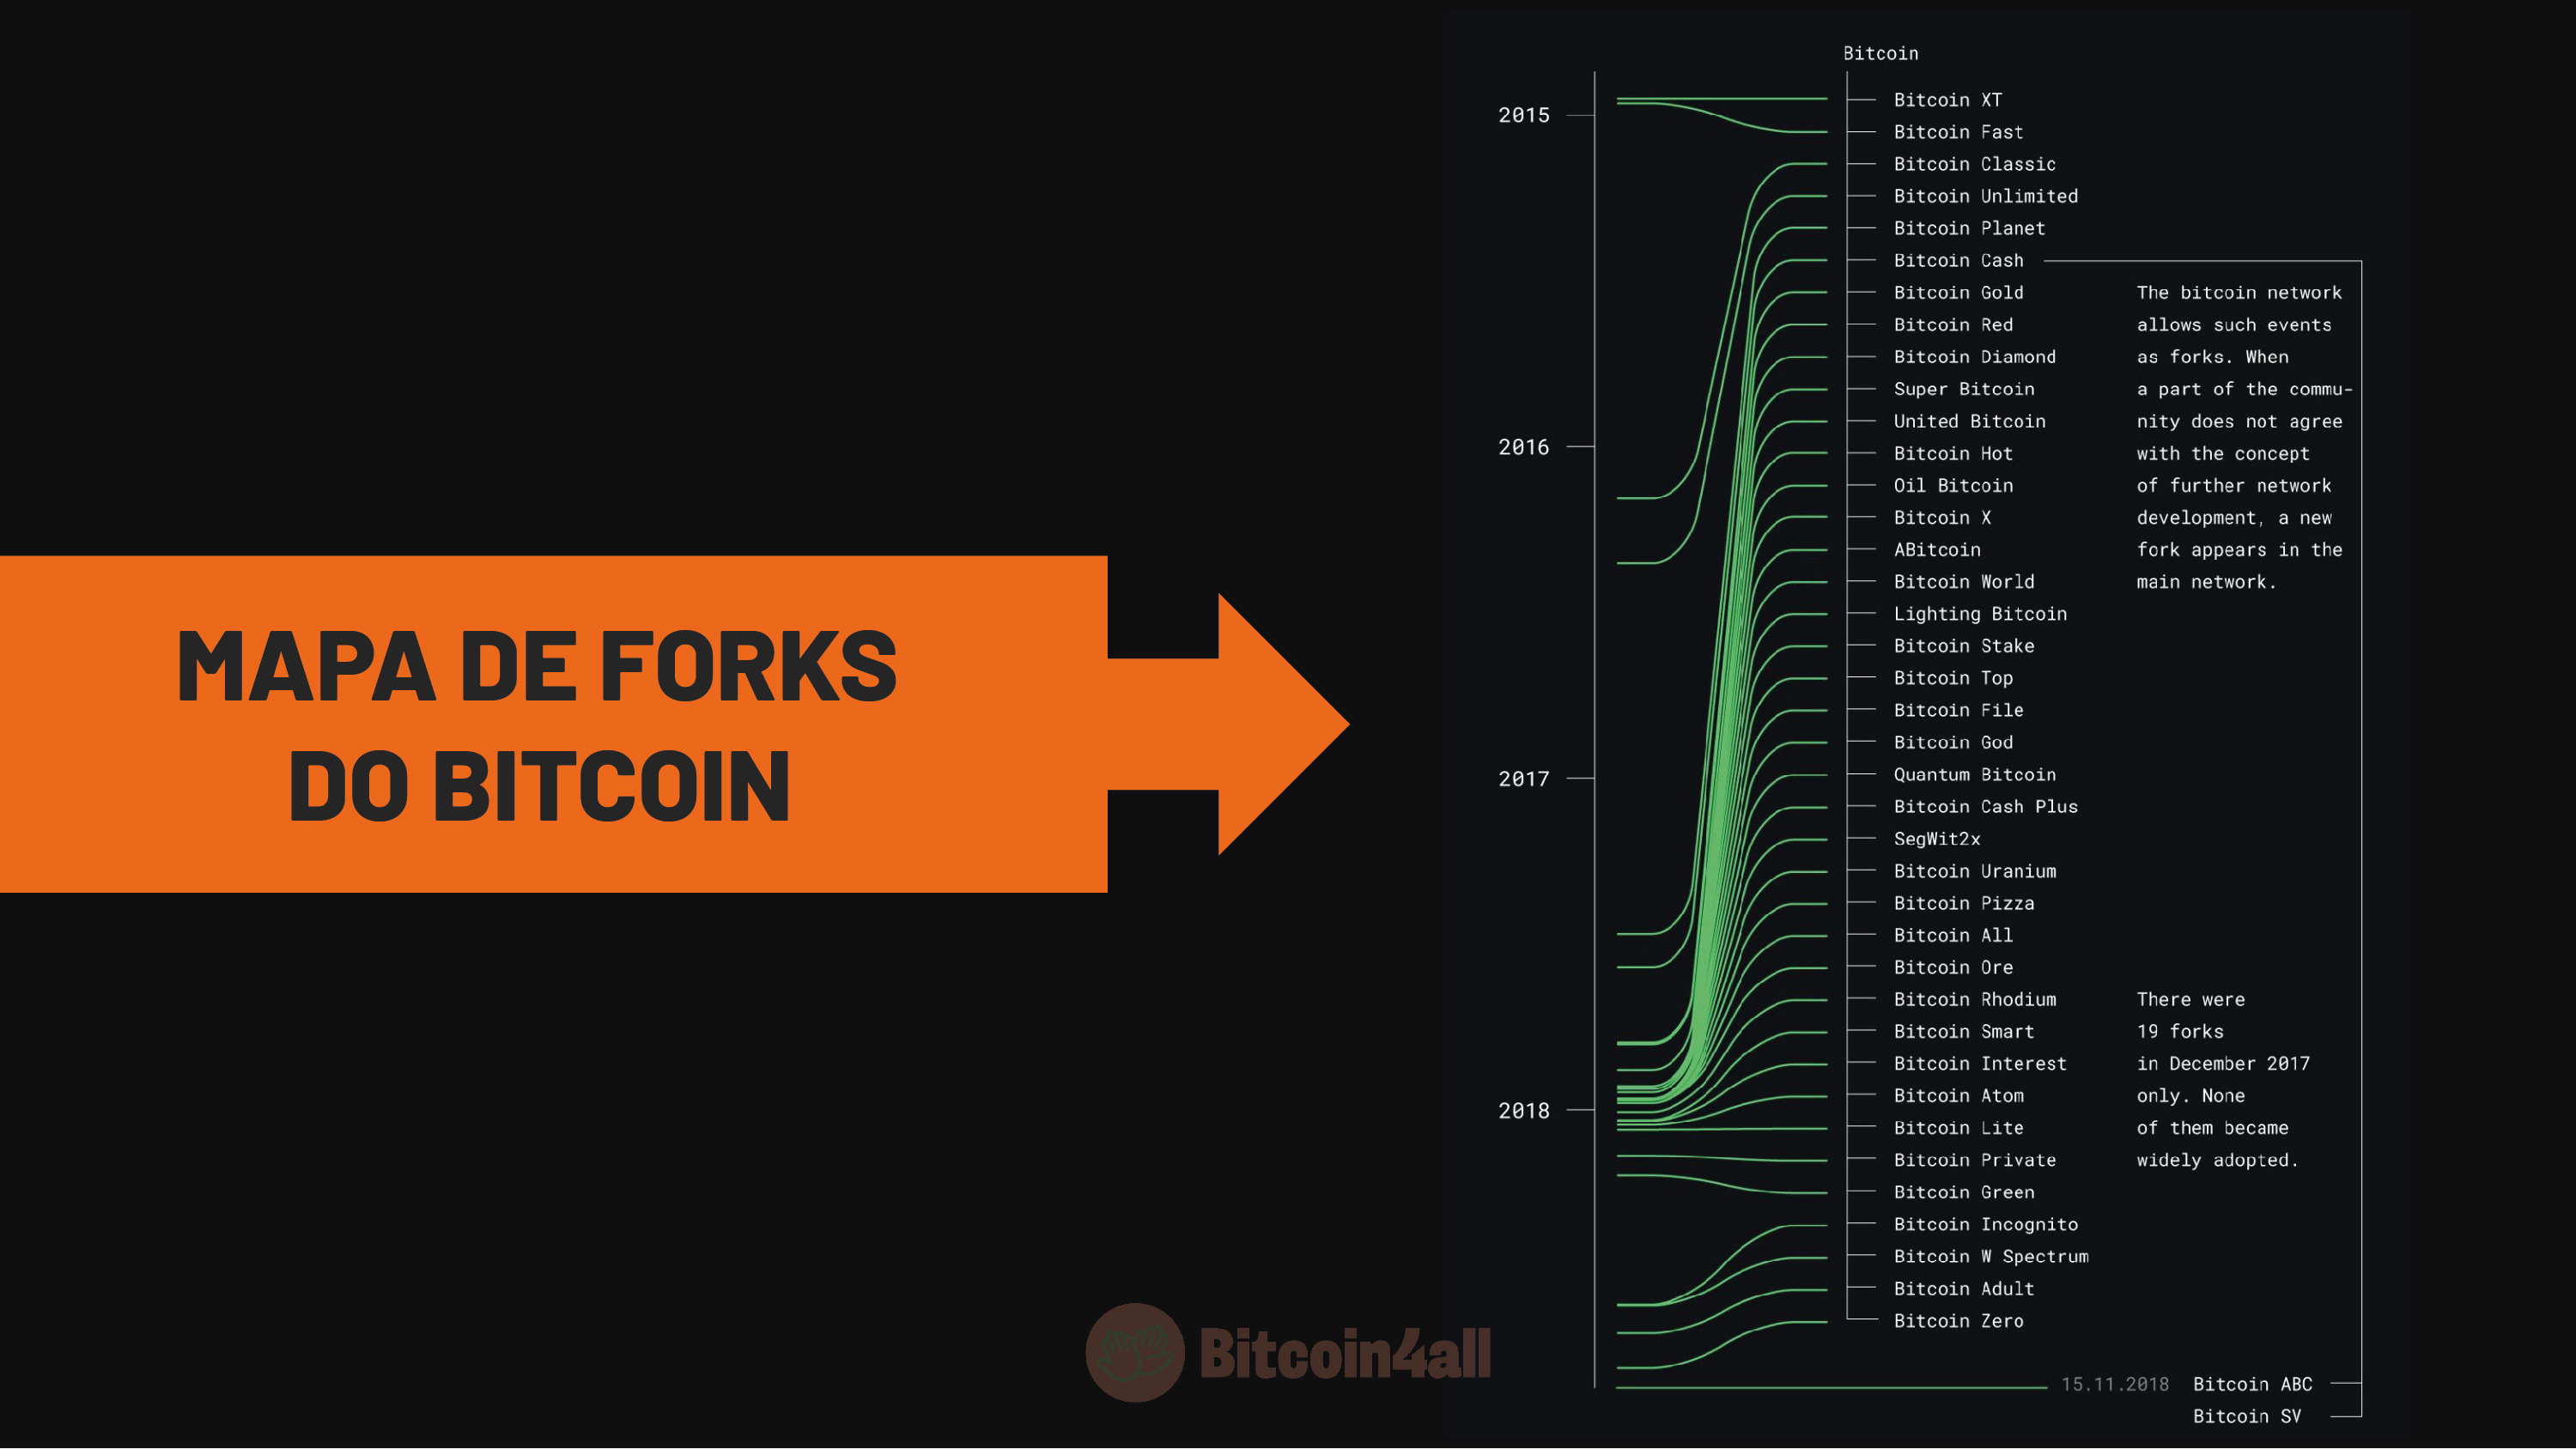 MAPA DE FORKS
DO BITCOIN
Bitcoin
2015
2016
2017
2018
Bitcoin XT
Bitcoin Fast
Bitcoin Classic
Bitcoin Unlimited
Bitcoin Planet
Bitcoin Cash
Bitcoin Gold
Bitcoin Red
Bitcoin Diamond
Super Bitcoin
United Bitcoin
Bitcoin Hot
Oil Bitcoin
Bitcoin X
ABitcoin
Bitcoin World
Lighting Bitcoin
Bitcoin Stake
Bitcoin Top
Bitcoin File
Bitcoin God
Quantum Bitcoin
Bitcoin Cash Plus
SegWit2x
Bitcoin Uranium
Bitcoin Pizza
Bitcoin All
Bitcoin Ore
Bitcoin Rhodium
Bitcoin Smart
Bitcoin Interest
Bitcoin Atom
Bitcoin Lite
Bitcoin Private
Bitcoin Green
Bitcoin Incognito
Bitcoin W Spectrum
Bitcoin Adult
Bitcoin Zero
The bitcoin network
allows such events
as forks. When
a part of the commu-
nity does not agree
with the concept
of further network
development, a new
fork appears in the
main network.
There were
19 forks
in December 2017
only. None
of them became
widely adopted.
15.11.2018 Bitcoin ABC
Bitcoin SV
Bitcoin4all